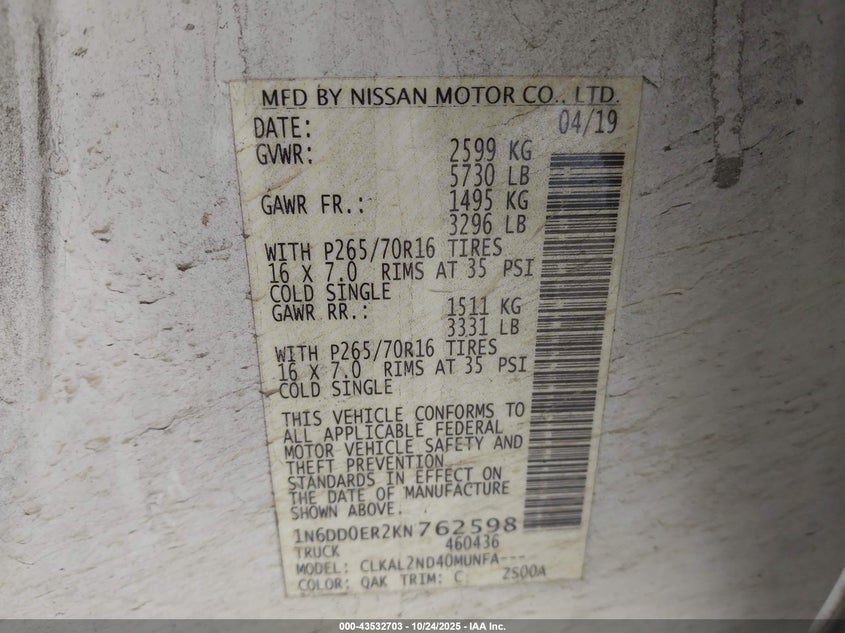 MFD BY NISSAN MOTOR CO., LTD.
DATE: 04/19
GVWR: 2599 KG
5730 LB
GAWR FR.: 1495 KG
3296 LB
WITH P265/70R16 TIRES
16 X 7.0 RIMS AT 35 PSI
COLD SINGLE
GAWR RR.: 1511 KG
3331 LB
WITH P265/70R16 TIRES
16 X 7.0 RIMS AT 35 PSI
COLD SINGLE
THIS VEHICLE CONFORMS TO
ALL APPLICABLE FEDERAL
MOTOR VEHICLE SAFETY AND
THEFT PREVENTION
STANDARDS IN EFFECT ON
THE DATE OF MANUFACTURE
SHOWN ABOVE.
1N6DD0ER2KN762598
TRUCK 460436
MODEL: CLKAL2ND40MUNFA---
COLOR: QAK TRIM: C ZS00A
000-43532703 - 10/24/2025 - IAA Inc.